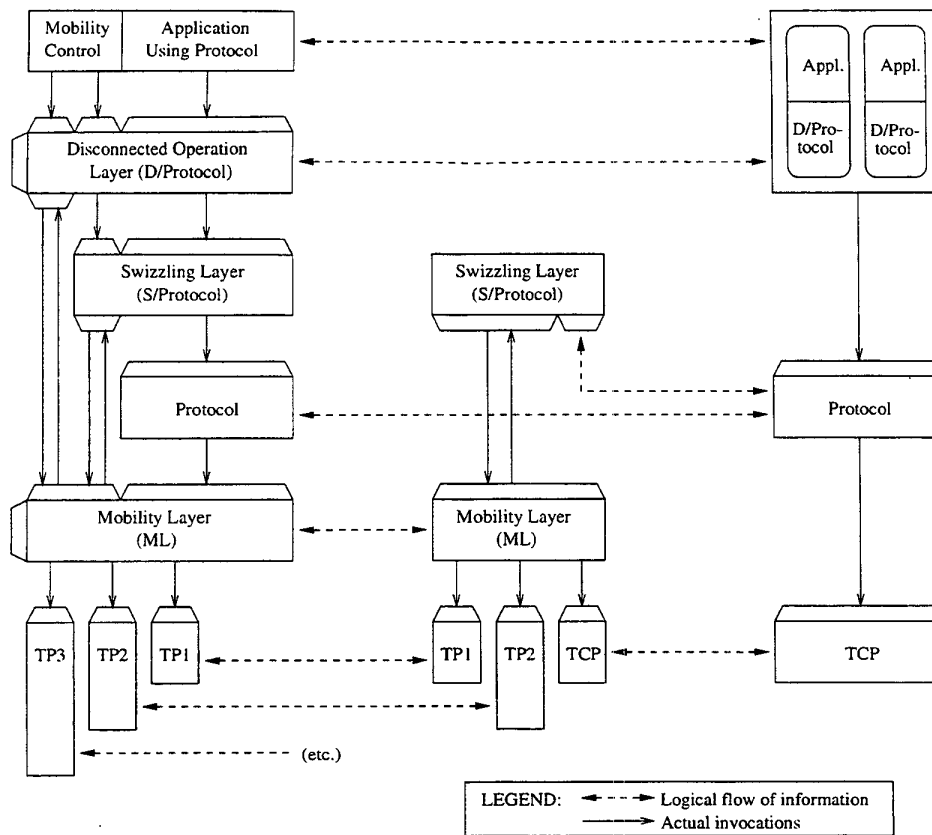 Mobility
Control
Application
Using Protocol
Appl.
Appl.
D/Pro-
tocol
D/Pro-
tocol
Disconnected Operation
Layer (D/Protocol)
Swizzling Layer
(S/Protocol)
Swizzling Layer
(S/Protocol)
Protocol
Protocol
Mobility Layer
(ML)
Mobility Layer
(ML)
TP3
TP2
TP1
TP1
TP2
TCP
TCP
(etc.)
LEGEND:
Logical flow of information
Actual invocations